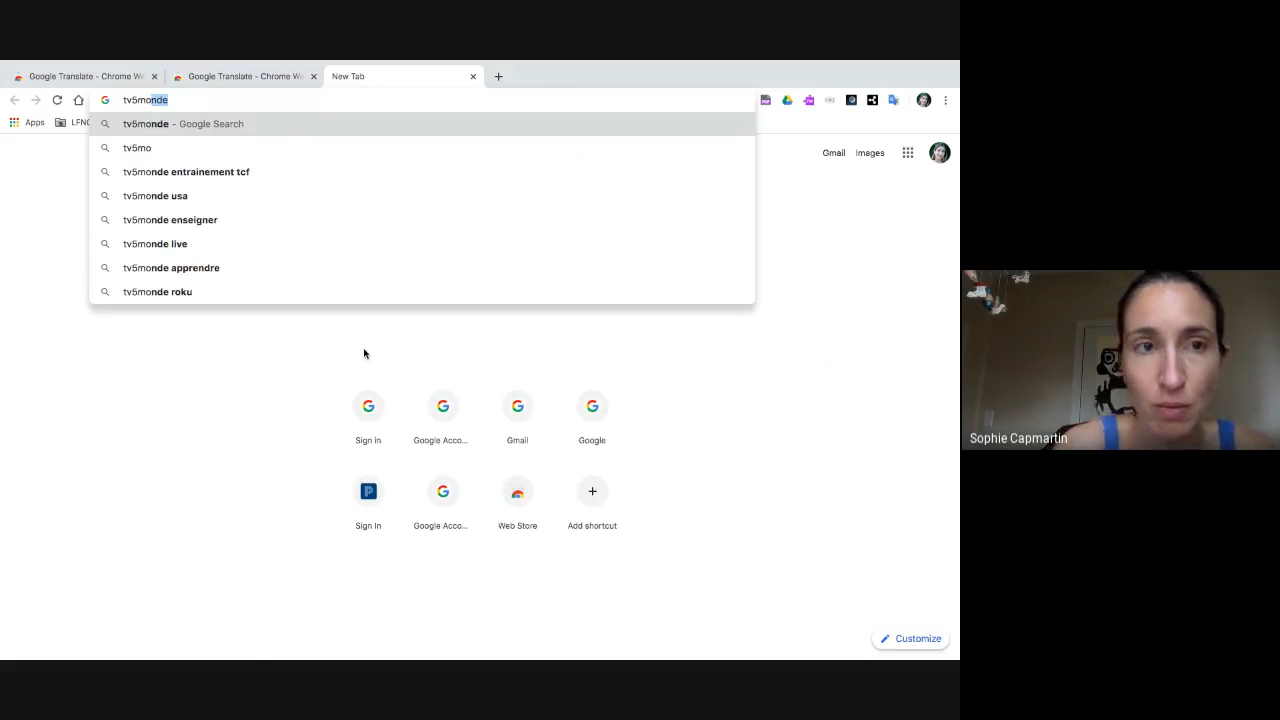 Google Translate - Chrome We
Google Translate - Chrome We
New Tab
tv5monde
Apps
LFNC
tv5monde - Google Search
tv5mo
tv5monde entrainement tcf
tv5monde usa
tv5monde enseigner
tv5monde live
tv5monde apprendre
tv5monde roku
Gmail
Images
Sign in
Google Acco...
Gmail
Google
Sign In
Google Acco...
Web Store
Add shortcut
Customize
Sophie Capmartin